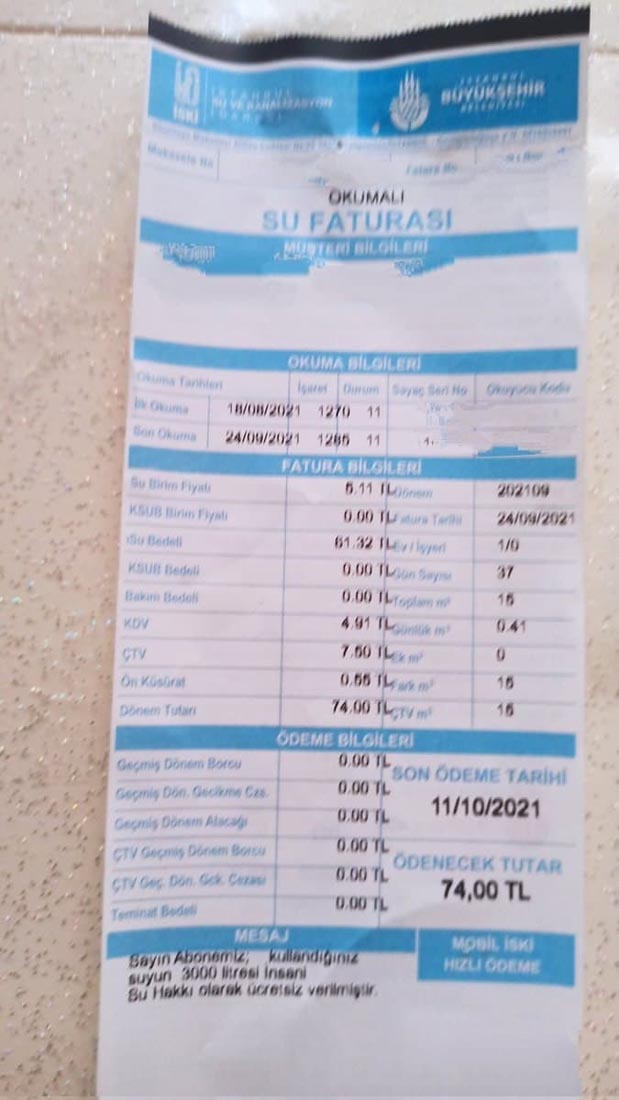 İSKİ
İSTANBUL
SU VE KANALİZASYON
İDARESİ
İSTANBUL
BÜYÜKŞEHİR
BELEDİYESİ
Mukavele No
Fatura No
OKUMALI
SU FATURASI
MÜŞTERİ BİLGİLERİ
OKUMA BİLGİLERİ
Okuma Tarihleri İşaret Durum Sayaç Seri No Okuyucu Kodu
İlk Okuma 18/08/2021 1270 11
Son Okuma 24/09/2021 1285 11
FATURA BİLGİLERİ
Su Birim Fiyatı 5.11 TL Dönem 202109
KSUB Birim Fiyatı 0.00 TL Fatura Tarihi 24/09/2021
Su Bedeli 61.32 TL Ev / İşyeri 1/0
KSUB Bedeli 0.00 TL Gün Sayısı 37
Bakım Bedeli 0.00 TL Toplam m³ 15
KDV 4.91 TL Günlük m³ 0.41
ÇTV 7.50 TL Ek m³ 0
Ön Küsürat 0.55 TL Fark m³ 15
Dönem Tutarı 74.00 TL ÇTV m³ 15
ÖDEME BİLGİLERİ
Geçmiş Dönem Borcu 0.00 TL
Geçmiş Dön. Gecikme Cza. 0.00 TL
Geçmiş Dönem Alacağı 0.00 TL
ÇTV Geçmiş Dönem Borcu 0.00 TL
ÇTV Geç. Dön. Gck. Cezası 0.00 TL
Teminat Bedeli 0.00 TL
SON ÖDEME TARİHİ
11/10/2021
ÖDENECEK TUTAR
74,00 TL
MESAJ
Sayın Abonemiz, kullandığınız
suyun 3000 litresi İnsani
Su Hakkı olarak ücretsiz verilmiştir.
MOBİL İSKİ
HIZLI ÖDEME